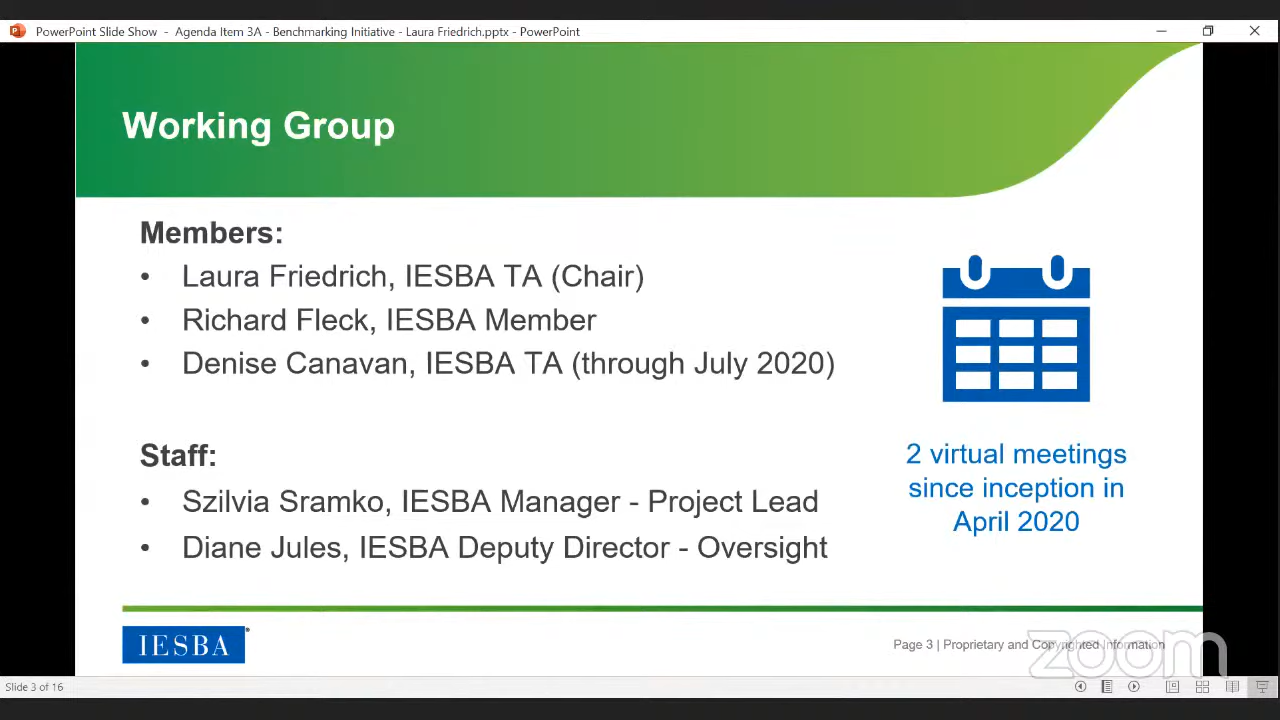 PowerPoint Slide Show - Agenda Item 3A - Benchmarking Initiative - Laura Friedrich.pptx - PowerPoint
Working Group
Members:
• Laura Friedrich, IESBA TA (Chair)
• Richard Fleck, IESBA Member
• Denise Canavan, IESBA TA (through July 2020)
Staff:
• Szilvia Sramko, IESBA Manager - Project Lead
• Diane Jules, IESBA Deputy Director - Oversight
2 virtual meetings
since inception in
April 2020
IESBA
Page 3 | Proprietary and Copyrighted Information
zoom
Slide 3 of 16